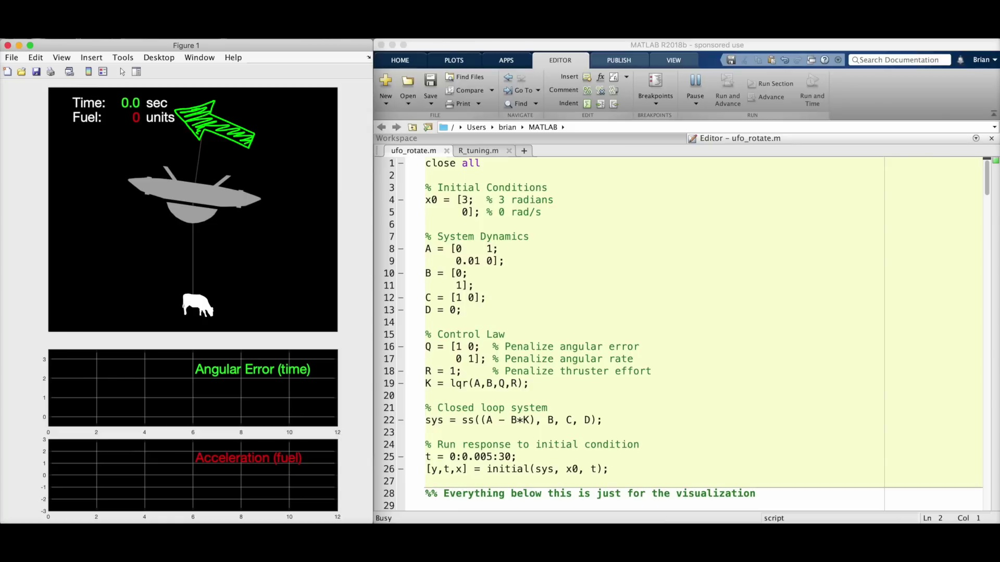 Figure 1
File Edit View Insert Tools Desktop Window Help
Time: 0.0 sec
Fuel: 0 units
Angular Error (time)
3
2
1
0
0 2 4 6 8 10 12
Acceleration (fuel)
3
2
1
0
-1
-2
-3
0 2 4 6 8 10 12
MATLAB R2018b - sponsored use
HOME PLOTS APPS EDITOR PUBLISH VIEW
Search Documentation
Brian
New Open Save
Find Files
Compare
Print
FILE
Go To
Find
NAVIGATE
Insert
Comment
Indent
EDIT
Breakpoints
BREAKPOINTS
Pause
Run and Advance
Run Section
Advance
Run and Time
RUN
/ Users brian MATLAB
Workspace
Editor – ufo_rotate.m
ufo_rotate.m R_tuning.m
1 close all
2
3 % Initial Conditions
4 x0 = [3; % 3 radians
5 0]; % 0 rad/s
6
7 % System Dynamics
8 A = [0 1;
9 0.01 0];
10 B = [0;
11 1];
12 C = [1 0];
13 D = 0;
14
15 % Control Law
16 Q = [1 0; % Penalize angular error
17 0 1]; % Penalize angular rate
18 R = 1; % Penalize thruster effort
19 K = lqr(A,B,Q,R);
20
21 % Closed loop system
22 sys = ss((A - B*K), B, C, D);
23
24 % Run response to initial condition
25 t = 0:0.005:30;
26 [y,t,x] = initial(sys, x0, t);
27
28 %% Everything below this is just for the visualization
29
Busy
script
Ln 2 Col 1